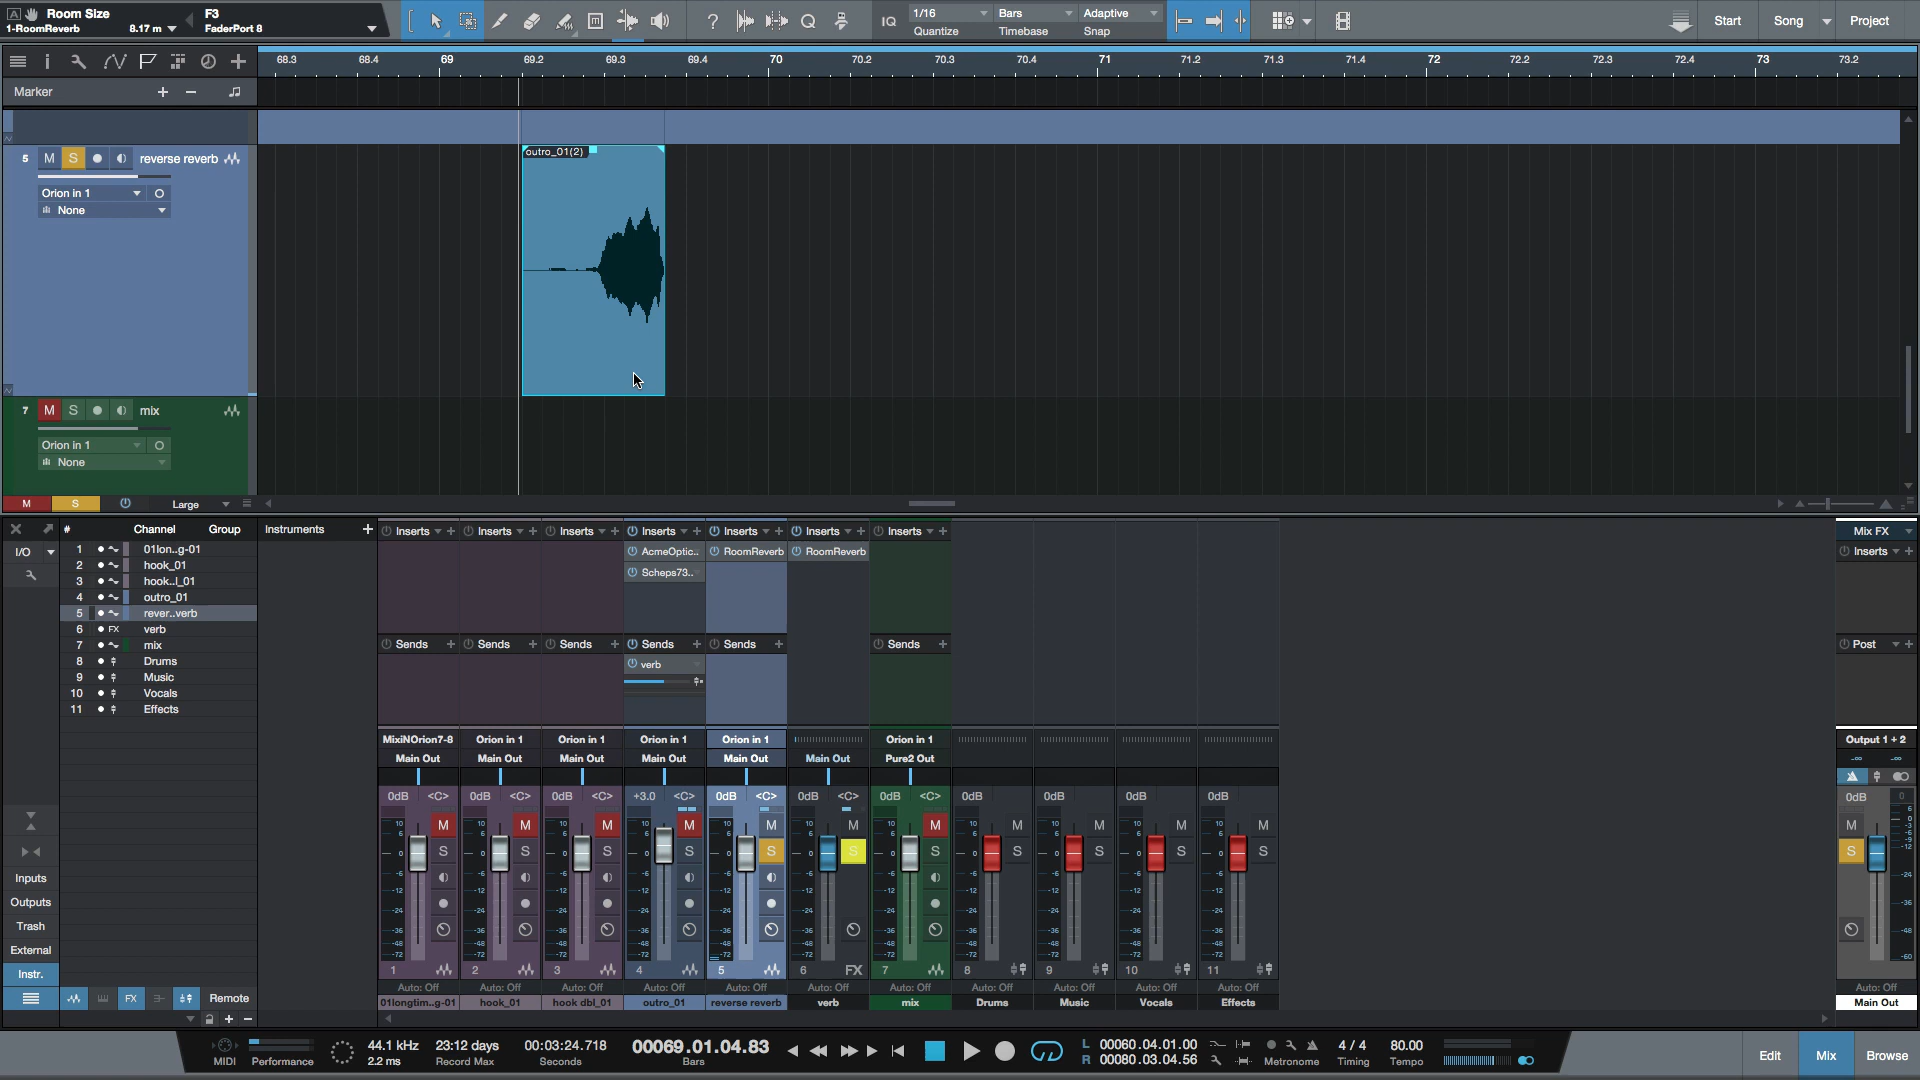 A Room Size F3
1-RoomReverb 8.17 m FaderPort 8
? Q IQ 1/16 Bars Adaptive Start Song Project
Quantize Timebase Snap
68.3 68.4 69 69.2 69.3 69.4 70 70.2 70.3 70.4 71 71.2 71.3 71.4 72 72.2 72.3 72.4 73 73.2
Marker
5 M S reverse reverb outro_01(2)
Orion in 1
None
7 M S mix
Orion in 1
None
M S Large
# Channel Group Instruments Inserts Inserts Inserts Inserts Inserts Inserts Inserts Mix FX
I/O 1 01lon..g-01 AcmeOptic.. RoomReverb RoomReverb Inserts
2 hook_01 Scheps73..
3 hook..l_01
4 outro_01
5 rever..verb
6 FX verb
7 mix Sends Sends Sends Sends Sends Sends Post
8 Drums verb
9 Music
10 Vocals
11 Effects
MixiNOrion7-8 Orion in 1 Orion in 1 Orion in 1 Orion in 1 Orion in 1 Output 1 + 2
Main Out Main Out Main Out Main Out Main Out Main Out Pure2 Out -∞ -∞
0dB <C> 0dB <C> 0dB <C> +3.0 <C> 0dB <C> 0dB <C> 0dB <C> 0dB 0dB 0dB 0dB 0dB 0
M M M M M M M M M M M M
S S S S S S S S S S S S
Inputs
Outputs
Trash
External
Instr. 1 2 3 4 5 6 FX 7 8 9 10 11
Auto: Off Auto: Off Auto: Off Auto: Off Auto: Off Auto: Off Auto: Off Auto: Off Auto: Off Auto: Off Auto: Off Auto: Off
FX Remote 01longtim..g-01 hook_01 hook dbl_01 outro_01 reverse reverb verb mix Drums Music Vocals Effects Main Out
44.1 kHz 23:12 days 00:03:24.718 00069.01.04.83 L 00060.04.01.00 4 / 4 80.00
MIDI Performance 2.2 ms Record Max Seconds Bars R 00080.03.04.56 Metronome Timing Tempo Edit Mix Browse